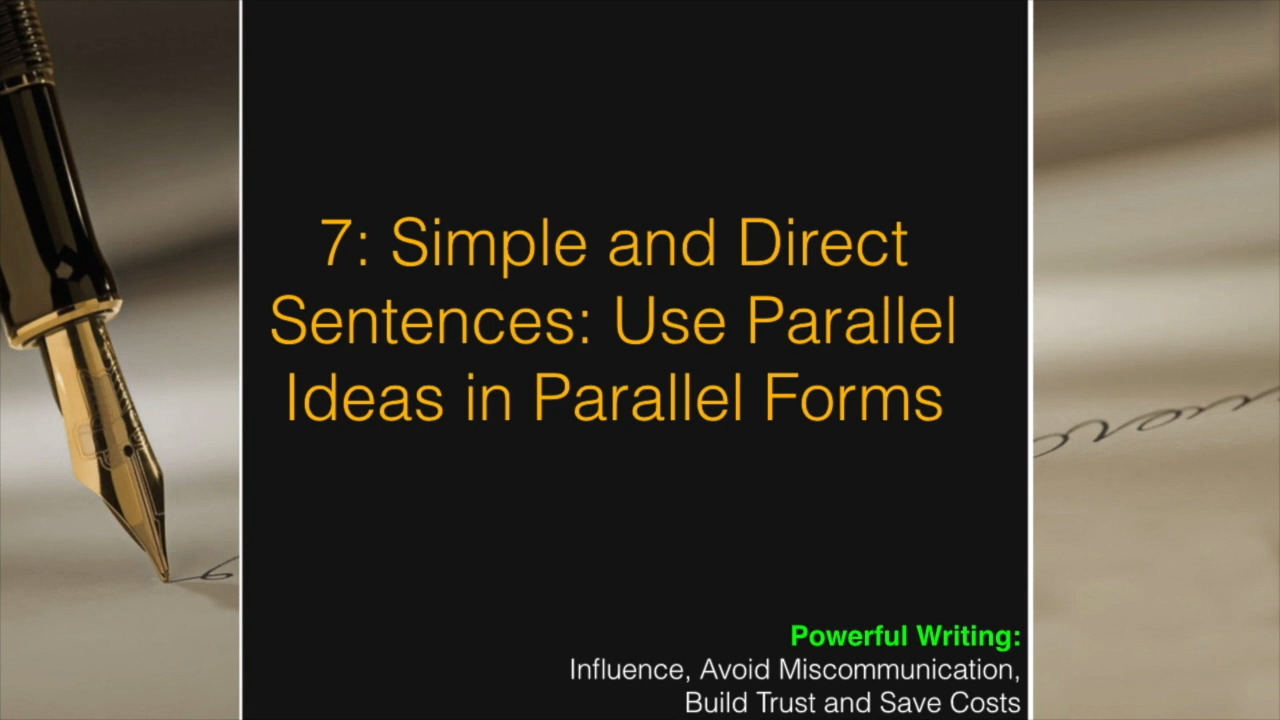 7: Simple and Direct
Sentences: Use Parallel
Ideas in Parallel Forms
Powerful Writing:
Influence, Avoid Miscommunication,
Build Trust and Save Costs